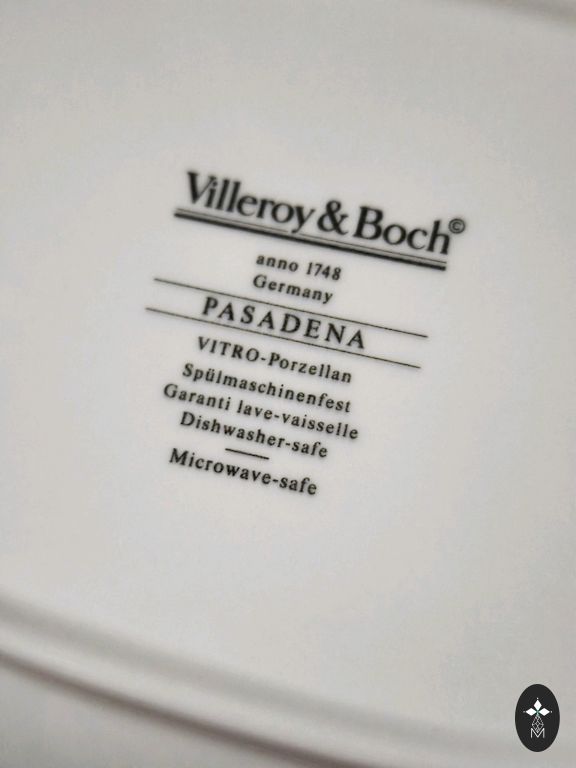 Villeroy & Boch©
anno 1748
Germany
PASADENA
VITRO-Porzellan
Spülmaschinenfest
Garanti lave-vaisselle
Dishwasher-safe
Microwave-safe
M